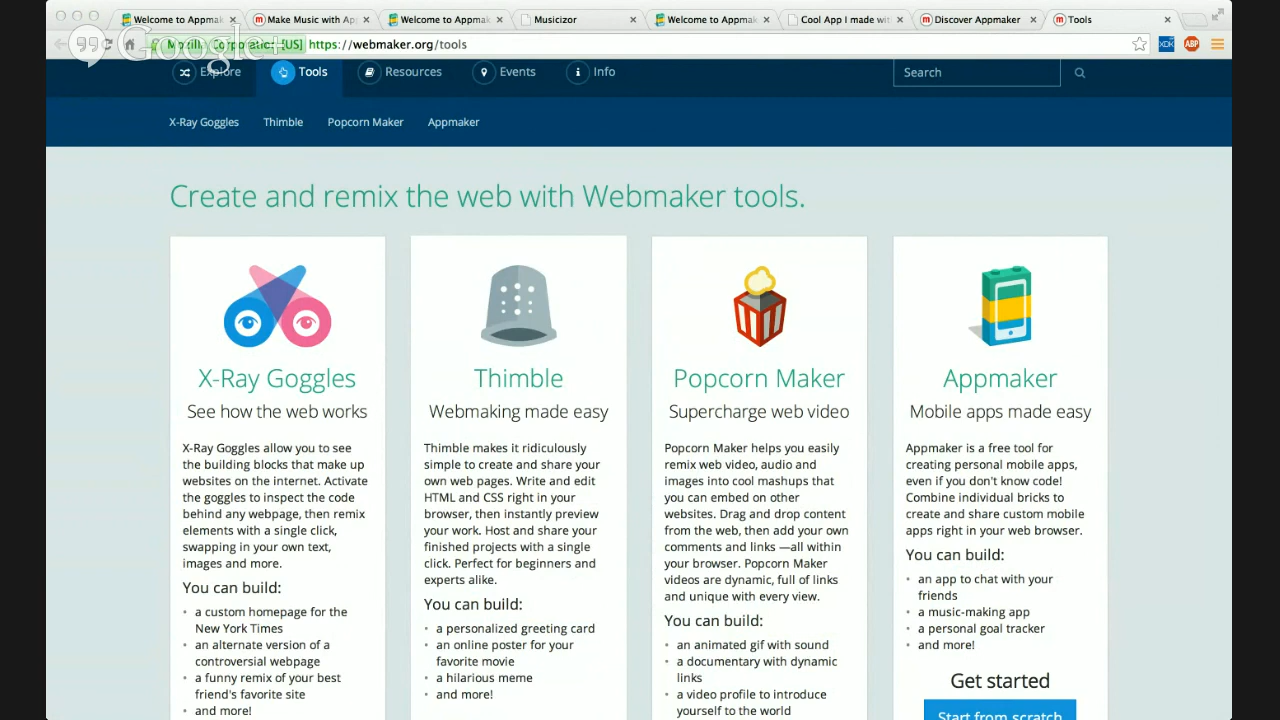 Welcome to Appmak
Make Music with Ap
Welcome to Appmak
Musicizor
Welcome to Appmak
Cool App I made wit
Discover Appmaker
Tools
Mozilla Corporation [US] https://webmaker.org/tools
Google+
XDK
ABP
Explore
Tools
Resources
Events
Info
Search
X-Ray Goggles
Thimble
Popcorn Maker
Appmaker
Create and remix the web with Webmaker tools.
X-Ray Goggles
See how the web works
X-Ray Goggles allow you to see
the building blocks that make up
websites on the internet. Activate
the goggles to inspect the code
behind any webpage, then remix
elements with a single click,
swapping in your own text,
images and more.
You can build:
• a custom homepage for the
New York Times
• an alternate version of a
controversial webpage
• a funny remix of your best
friend's favorite site
• and more!
Thimble
Webmaking made easy
Thimble makes it ridiculously
simple to create and share your
own web pages. Write and edit
HTML and CSS right in your
browser, then instantly preview
your work. Host and share your
finished projects with a single
click. Perfect for beginners and
experts alike.
You can build:
• a personalized greeting card
• an online poster for your
favorite movie
• a hilarious meme
• and more!
Popcorn Maker
Supercharge web video
Popcorn Maker helps you easily
remix web video, audio and
images into cool mashups that
you can embed on other
websites. Drag and drop content
from the web, then add your own
comments and links —all within
your browser. Popcorn Maker
videos are dynamic, full of links
and unique with every view.
You can build:
• an animated gif with sound
• a documentary with dynamic
links
• a video profile to introduce
yourself to the world
Appmaker
Mobile apps made easy
Appmaker is a free tool for
creating personal mobile apps,
even if you don't know code!
Combine individual bricks to
create and share custom mobile
apps right in your web browser.
You can build:
• an app to chat with your
friends
• a music-making app
• a personal goal tracker
• and more!
Get started
Start from scratch